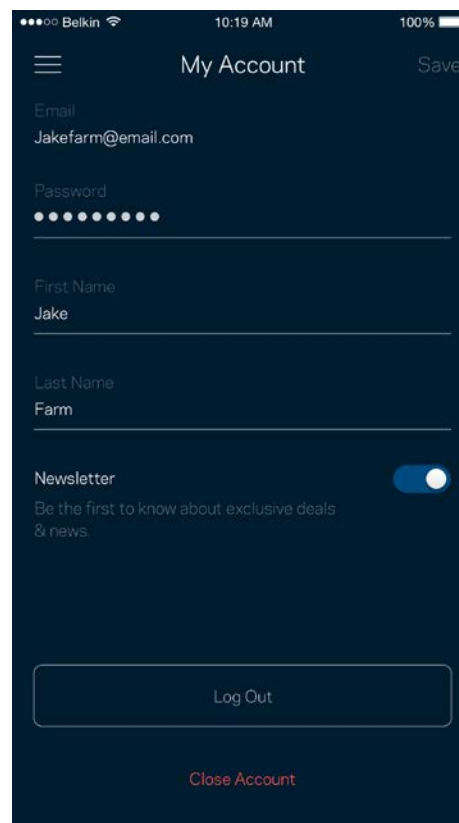 Belkin 10:19 AM 100%
My Account Save
Email
Jakefarm@email.com
Password
●●●●●●●●●
First Name
Jake
Last Name
Farm
Newsletter
Be the first to know about exclusive deals
& news.
Log Out
Close Account